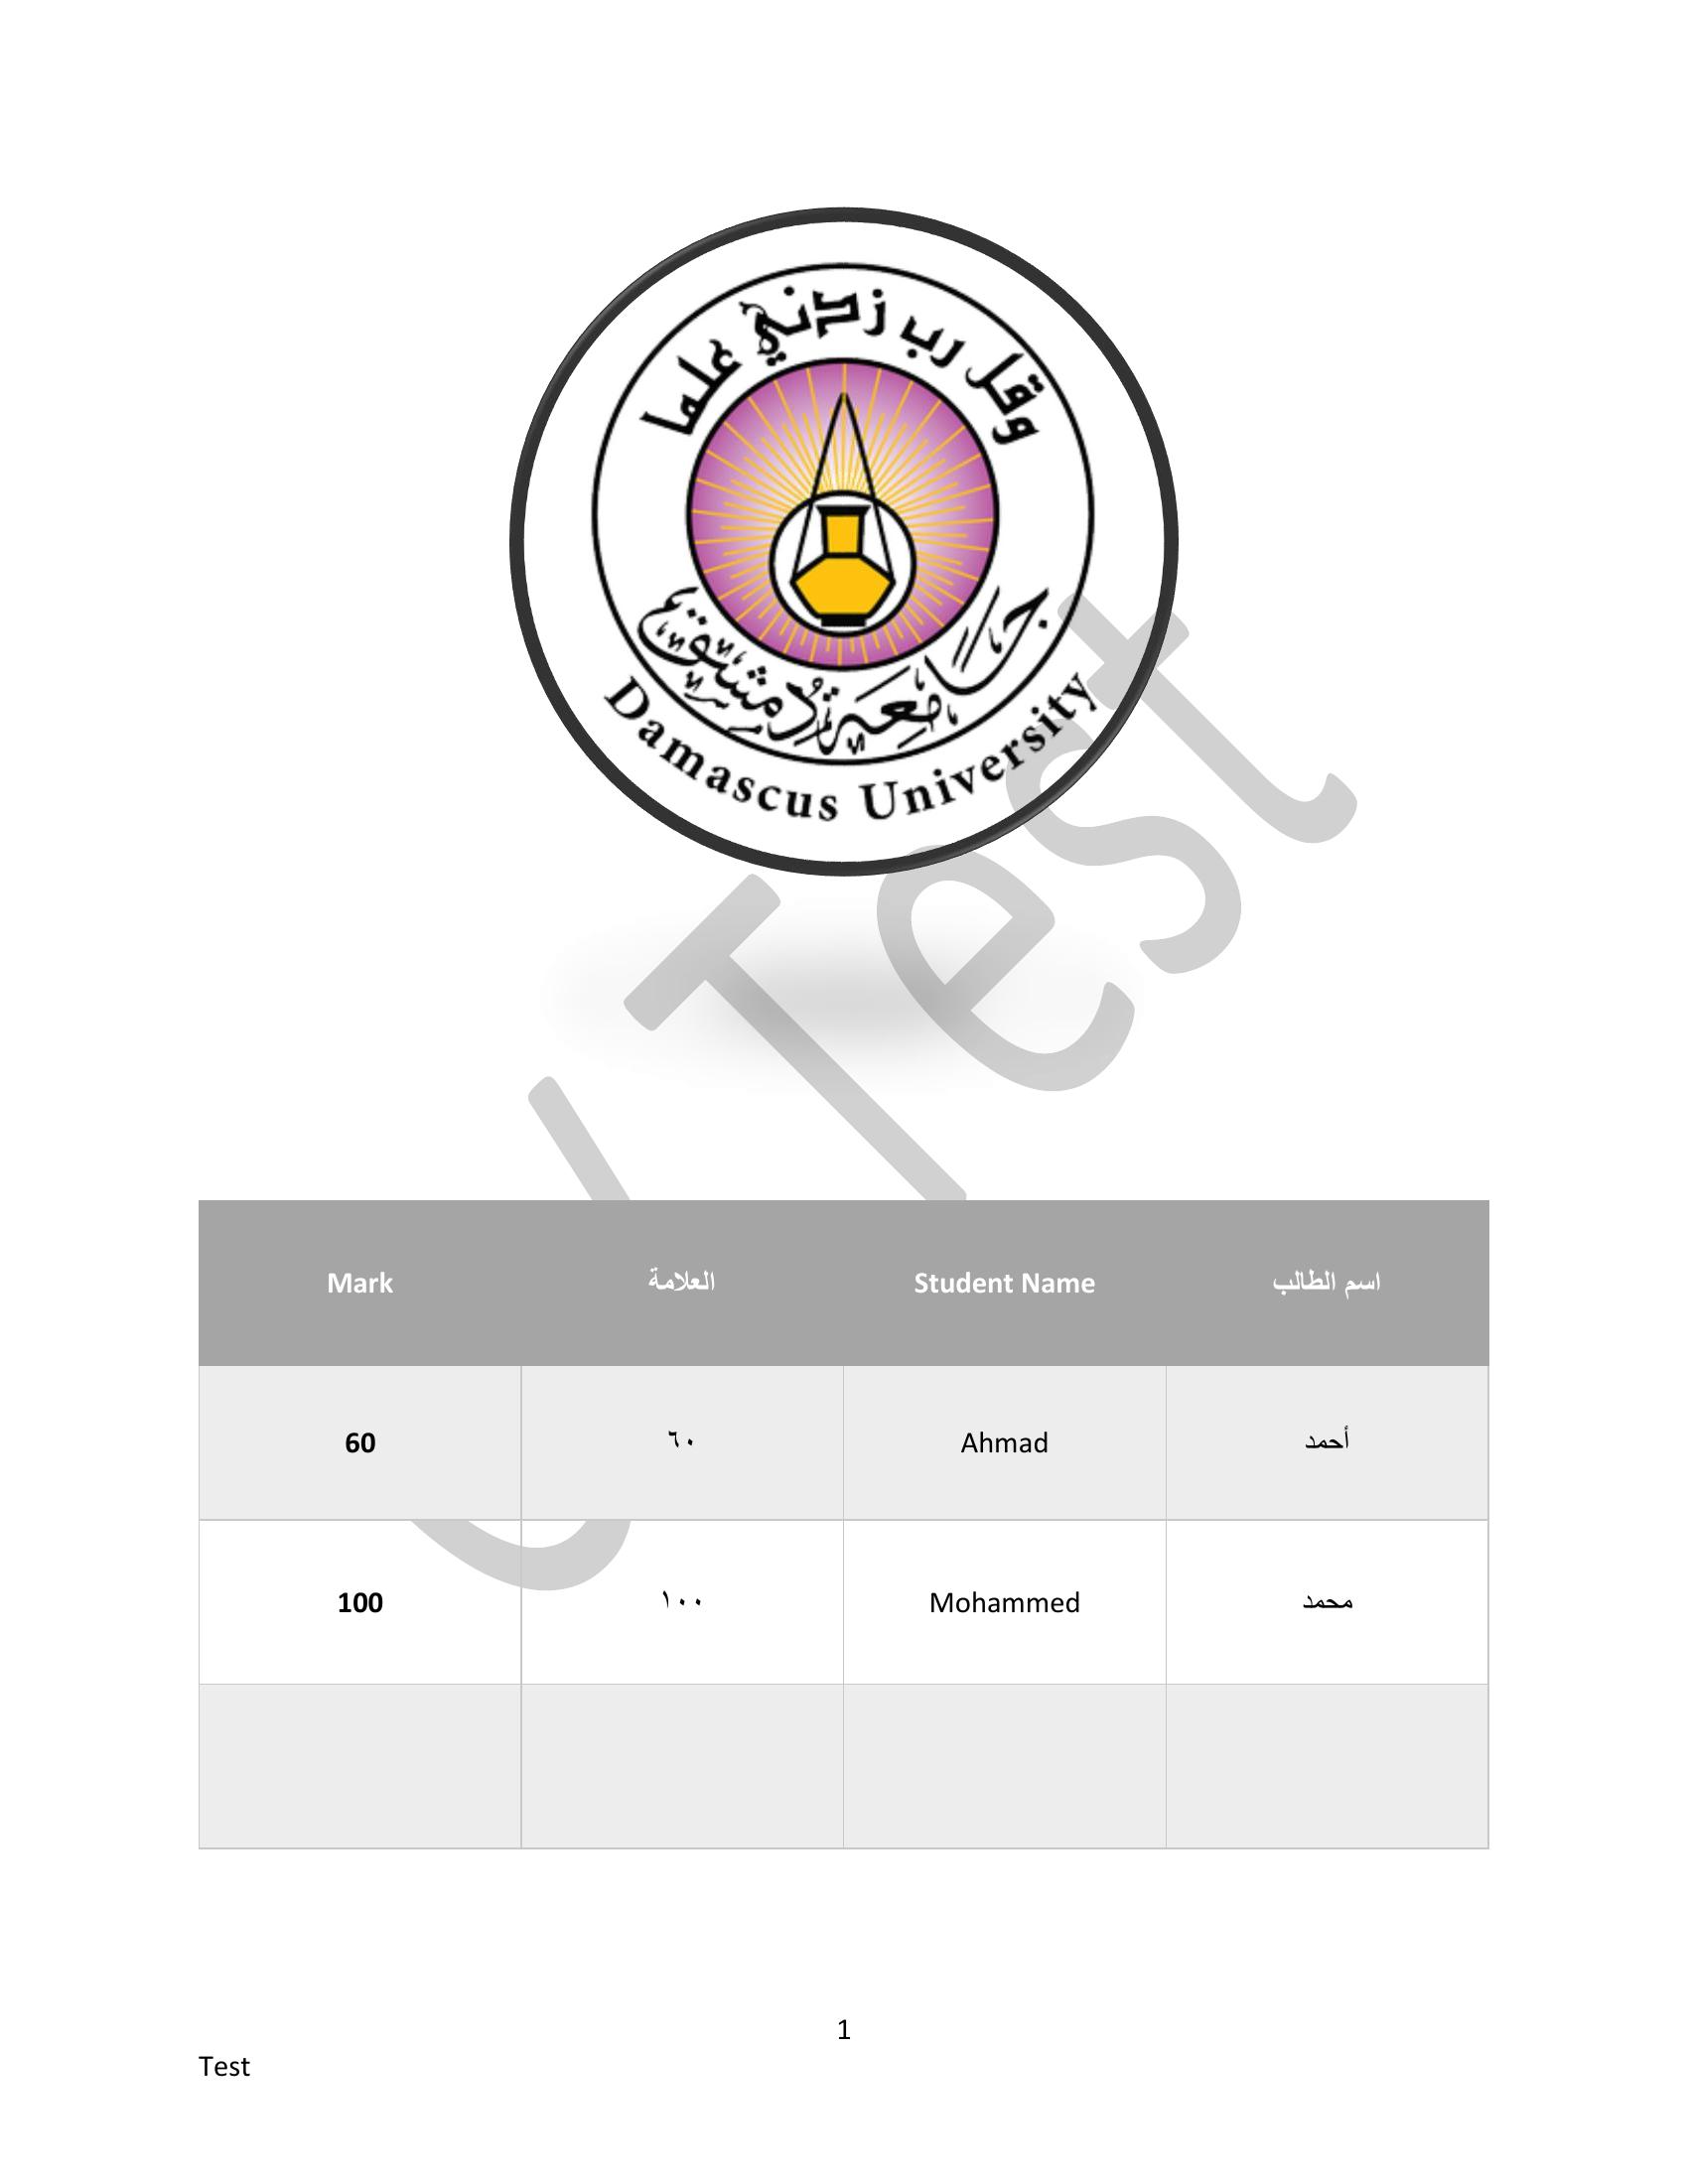 وقل رب زدني علما
جامعة دمشق
Damascus University
Test
Mark العلامة Student Name اسم الطالب
60 ٦٠ Ahmad أحمد
100 ١٠٠ Mohammed محمد
1
Test